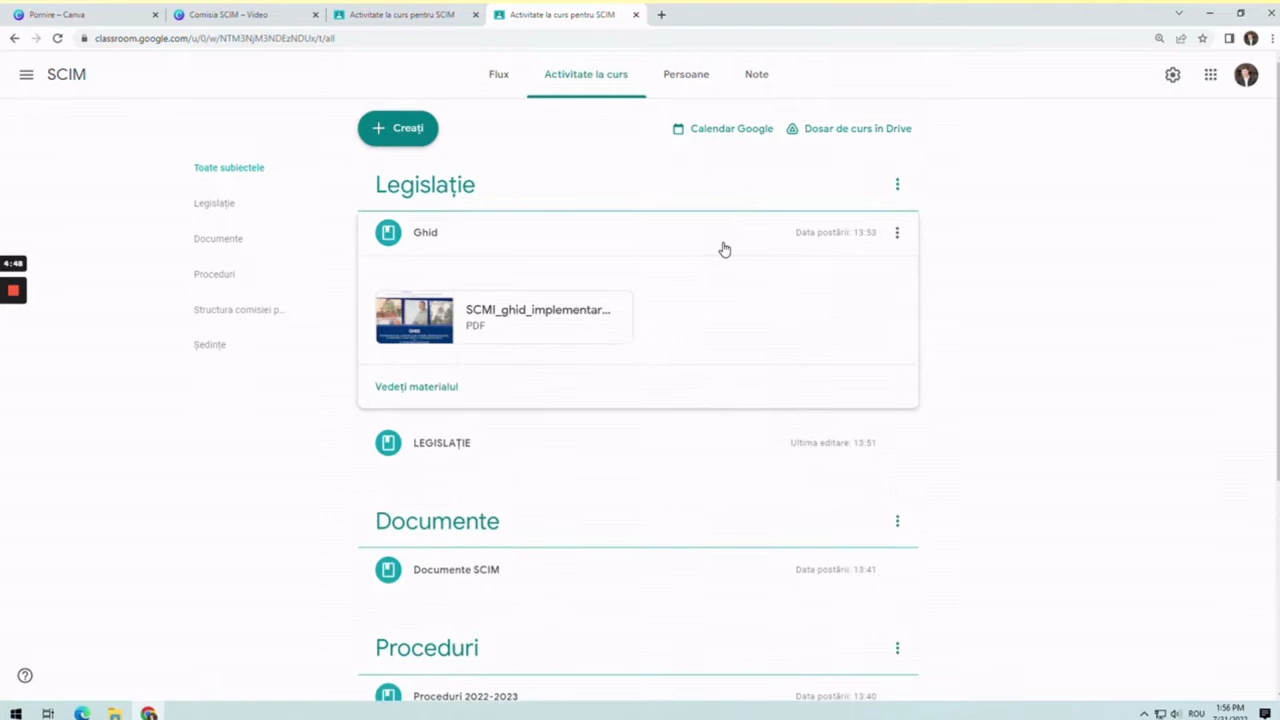 Pornire – Canva
Comisia SCIM – Video
Activitate la curs pentru SCIM
Activitate la curs pentru SCIM
classroom.google.com/u/0/w/NTM3NjM3NDEzNDUx/t/all
SCIM
Flux
Activitate la curs
Persoane
Note
Creați
Calendar Google
Dosar de curs în Drive
Toate subiectele
Legislație
Documente
Proceduri
Structura comisiei p...
Ședințe
4:48
Legislație
Ghid
Data postării: 13:53
SCMI_ghid_implementar...
PDF
Vedeți materialul
LEGISLAȚIE
Ultima editare: 13:51
Documente
Documente SCIM
Data postării: 13:41
Proceduri
Proceduri 2022-2023
Data postării: 13:40
ROU
1:56 PM